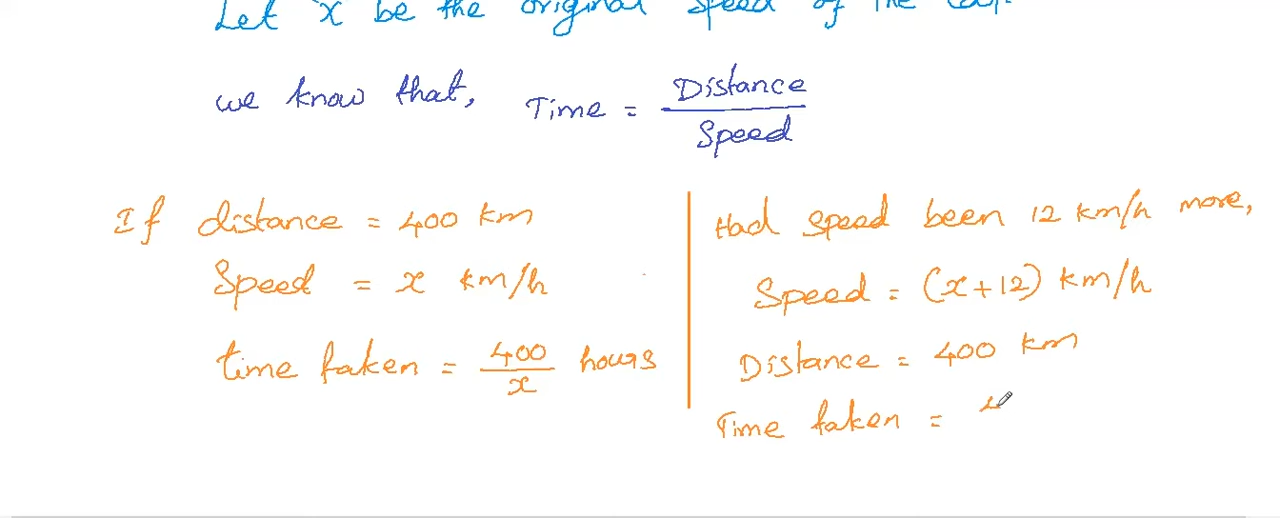 Let x be the original speed of the
we know that, Time = Distance / Speed
If distance = 400 km
Speed = x km/h
time taken = 400/x hours
Had speed been 12 km/h more,
Speed = (x+12) km/h
Distance = 400 km
Time taken =